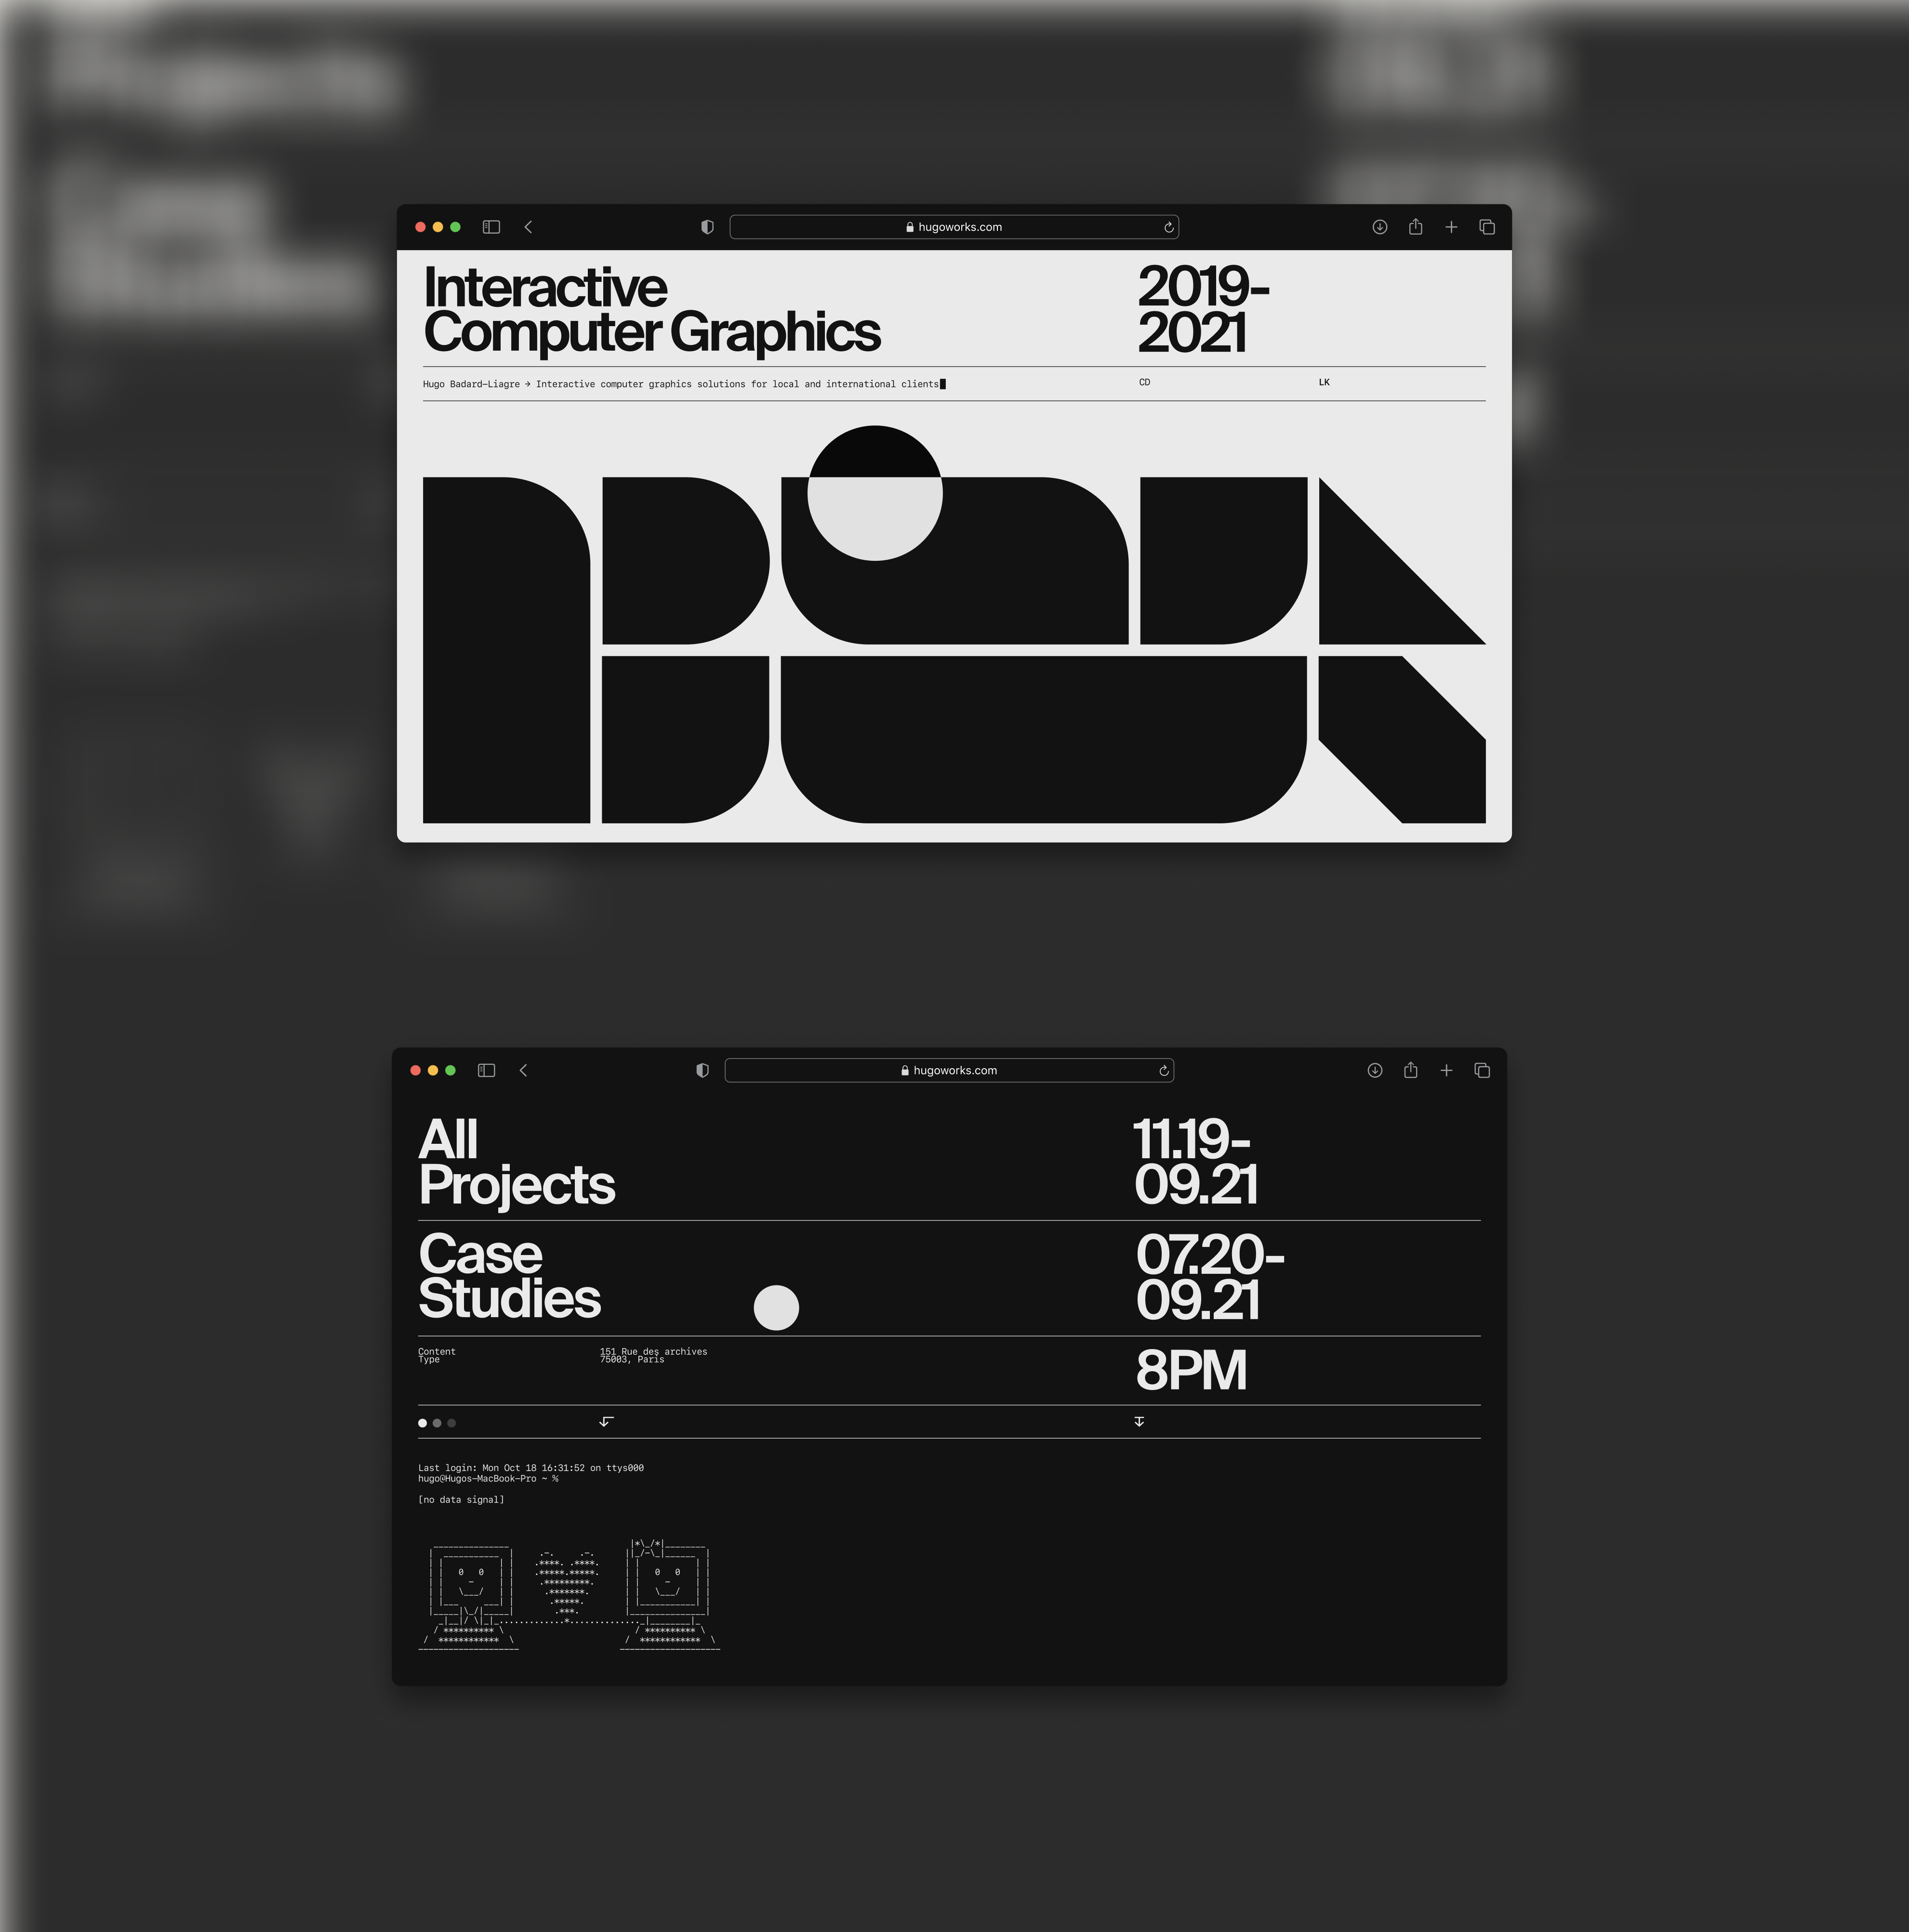 hugoworks.com
Interactive
Computer Graphics
2019-
2021
Hugo Badard-Liagre → Interactive computer graphics solutions for local and international clients
CD
LK
hugoworks.com
All
Projects
11.19-
09.21
Case
Studies
07.20-
09.21
Content
Type
151 Rue des archives
75003, Paris
8PM
Last login: Mon Oct 18 16:31:52 on ttys000
hugo@Hugos-MacBook-Pro ~ %
[no data signal]